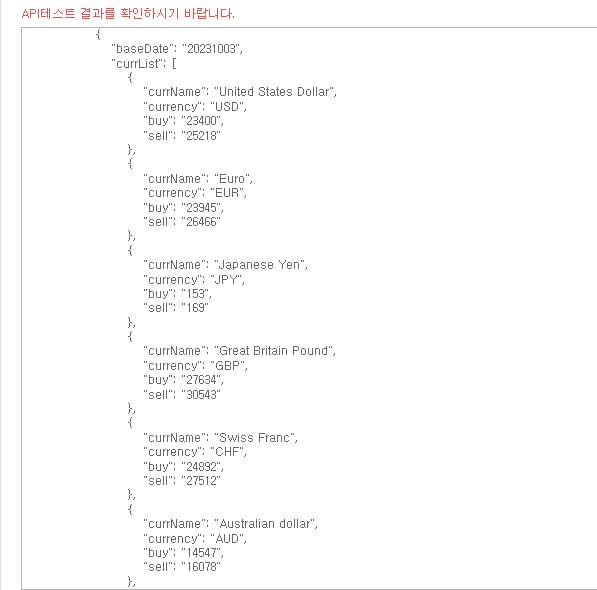 API테스트 결과를 확인하시기 바랍니다.
{
"baseDate": "20231003",
"currList": [
{
"currName": "United States Dollar",
"currency": "USD",
"buy": "23400",
"sell": "25218"
},
{
"currName": "Euro",
"currency": "EUR",
"buy": "23945",
"sell": "26466"
},
{
"currName": "Japanese Yen",
"currency": "JPY",
"buy": "153",
"sell": "169"
},
{
"currName": "Great Britain Pound",
"currency": "GBP",
"buy": "27634",
"sell": "30543"
},
{
"currName": "Swiss Franc",
"currency": "CHF",
"buy": "24892",
"sell": "27512"
},
{
"currName": "Australian dollar",
"currency": "AUD",
"buy": "14547",
"sell": "16078"
},